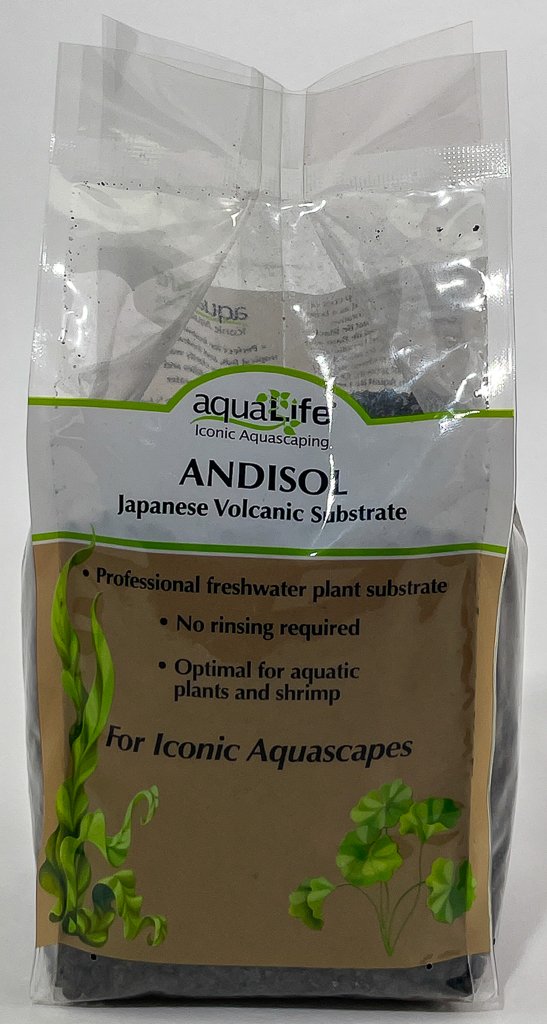 aquaLife
Iconic Aquascaping
ANDISOL
Japanese Volcanic Substrate
• Professional freshwater plant substrate
• No rinsing required
• Optimal for aquatic
plants and shrimp
For Iconic Aquascapes